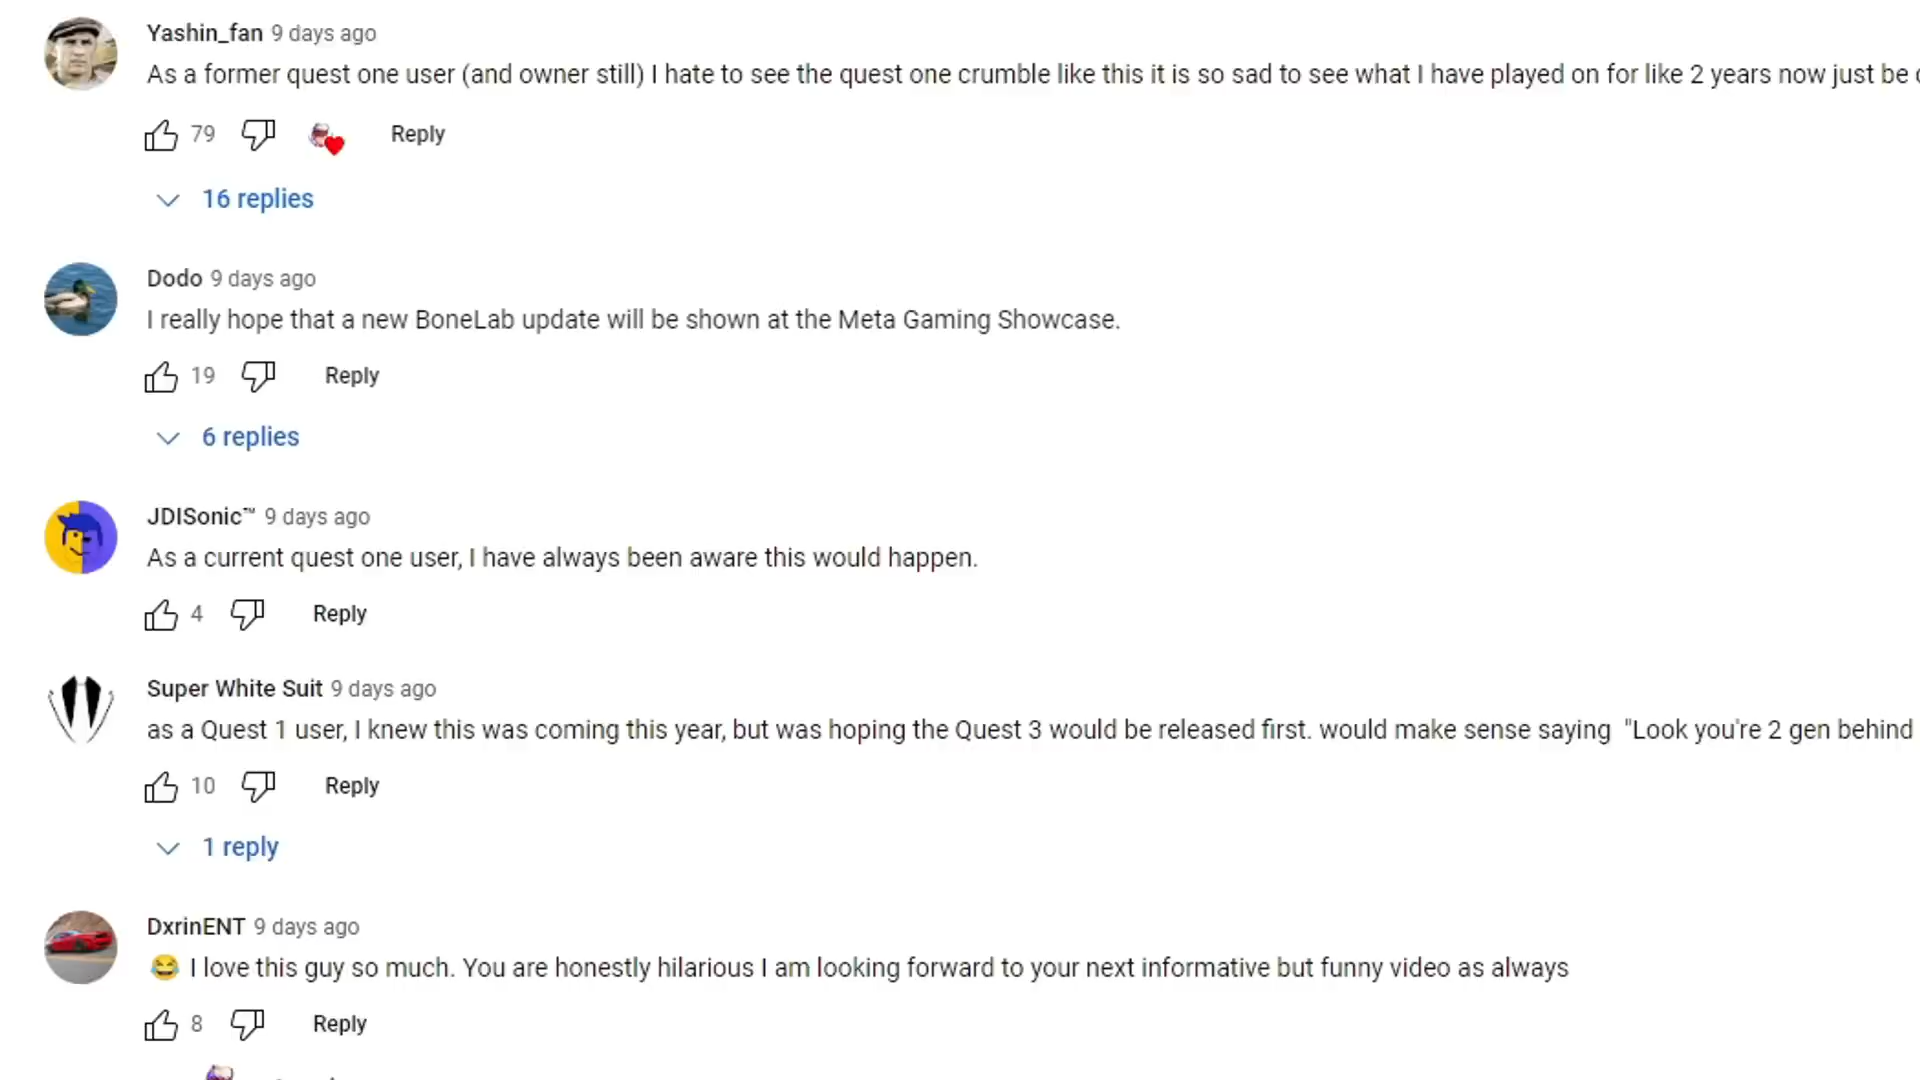 Yashin_fan 9 days ago
As a former quest one user (and owner still) I hate to see the quest one crumble like this it is so sad to see what I have played on for like 2 years now just be
79 Reply
16 replies
Dodo 9 days ago
I really hope that a new BoneLab update will be shown at the Meta Gaming Showcase.
19 Reply
6 replies
JDISonic™ 9 days ago
As a current quest one user, I have always been aware this would happen.
4 Reply
Super White Suit 9 days ago
as a Quest 1 user, I knew this was coming this year, but was hoping the Quest 3 would be released first. would make sense saying "Look you're 2 gen behind
10 Reply
1 reply
DxrinENT 9 days ago
😂 I love this guy so much. You are honestly hilarious I am looking forward to your next informative but funny video as always
8 Reply